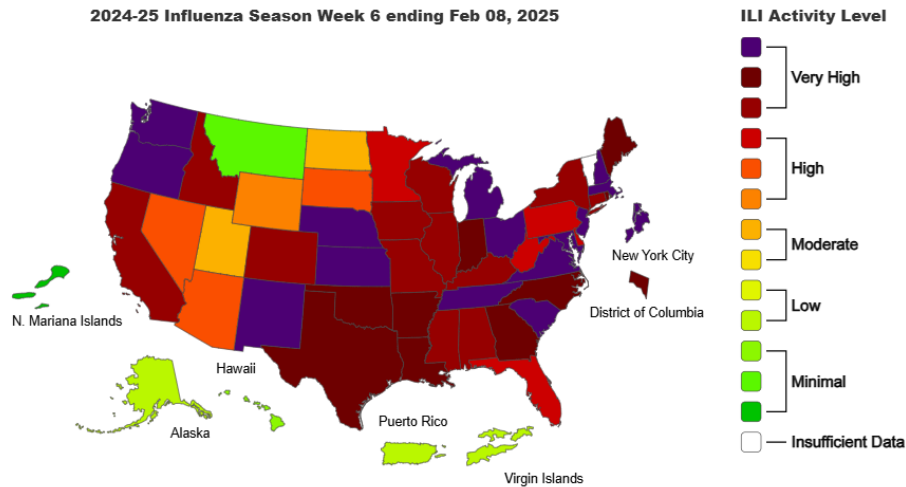 2024-25 Influenza Season Week 6 ending Feb 08, 2025
ILI Activity Level
Very High
High
Moderate
Low
Minimal
Insufficient Data
New York City
District of Columbia
N. Mariana Islands
Hawaii
Alaska
Puerto Rico
Virgin Islands